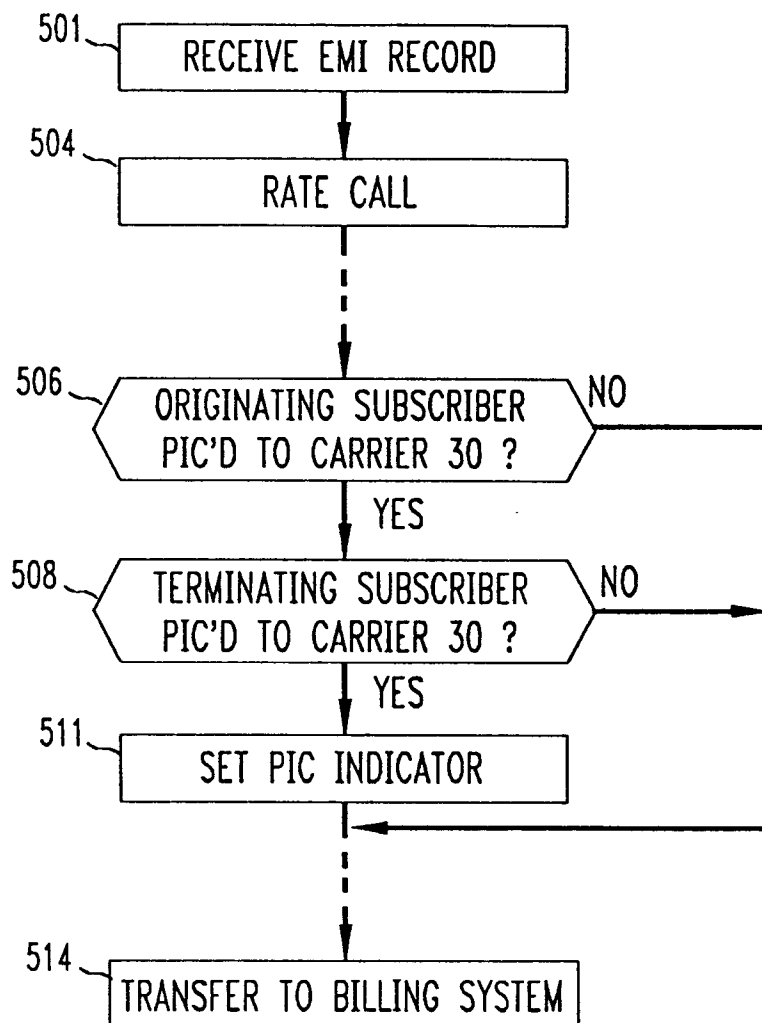 501
RECEIVE EMI RECORD
504
RATE CALL
506
ORIGINATING SUBSCRIBER
PIC'D TO CARRIER 30 ?
NO
YES
508
TERMINATING SUBSCRIBER
PIC'D TO CARRIER 30 ?
NO
YES
511
SET PIC INDICATOR
514
TRANSFER TO BILLING SYSTEM